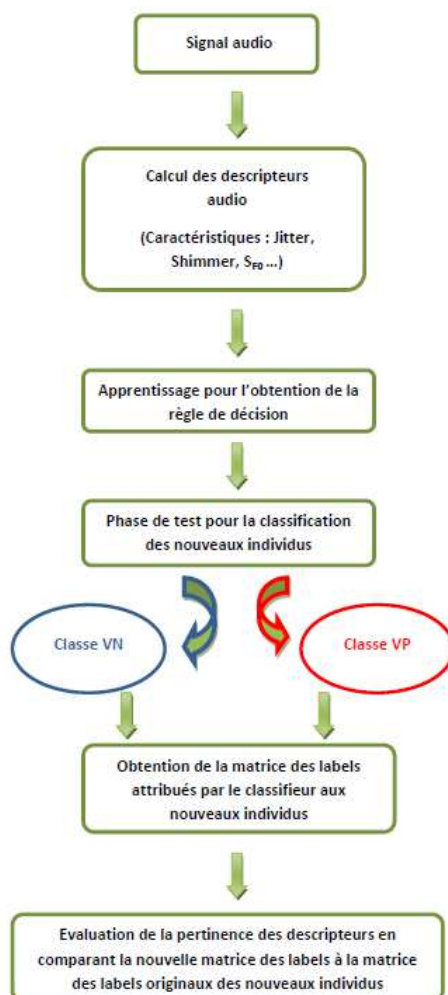 Signal audio
Calcul des descripteurs
audio
(Caractéristiques : Jitter,
Shimmer, S_F0 ...)
Apprentissage pour l'obtention de la
règle de décision
Phase de test pour la classification
des nouveaux individus
Classe VN
Classe VP
Obtention de la matrice des labels
attribués par le classifieur aux
nouveaux individus
Evaluation de la pertinence des descripteurs en
comparant la nouvelle matrice des labels à la matrice
des labels originaux des nouveaux individus